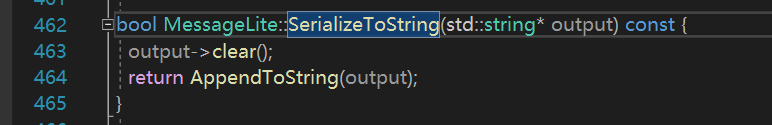 462 bool MessageLite::SerializeToString(std::string* output) const {
463 output->clear();
464 return AppendToString(output);
465 }